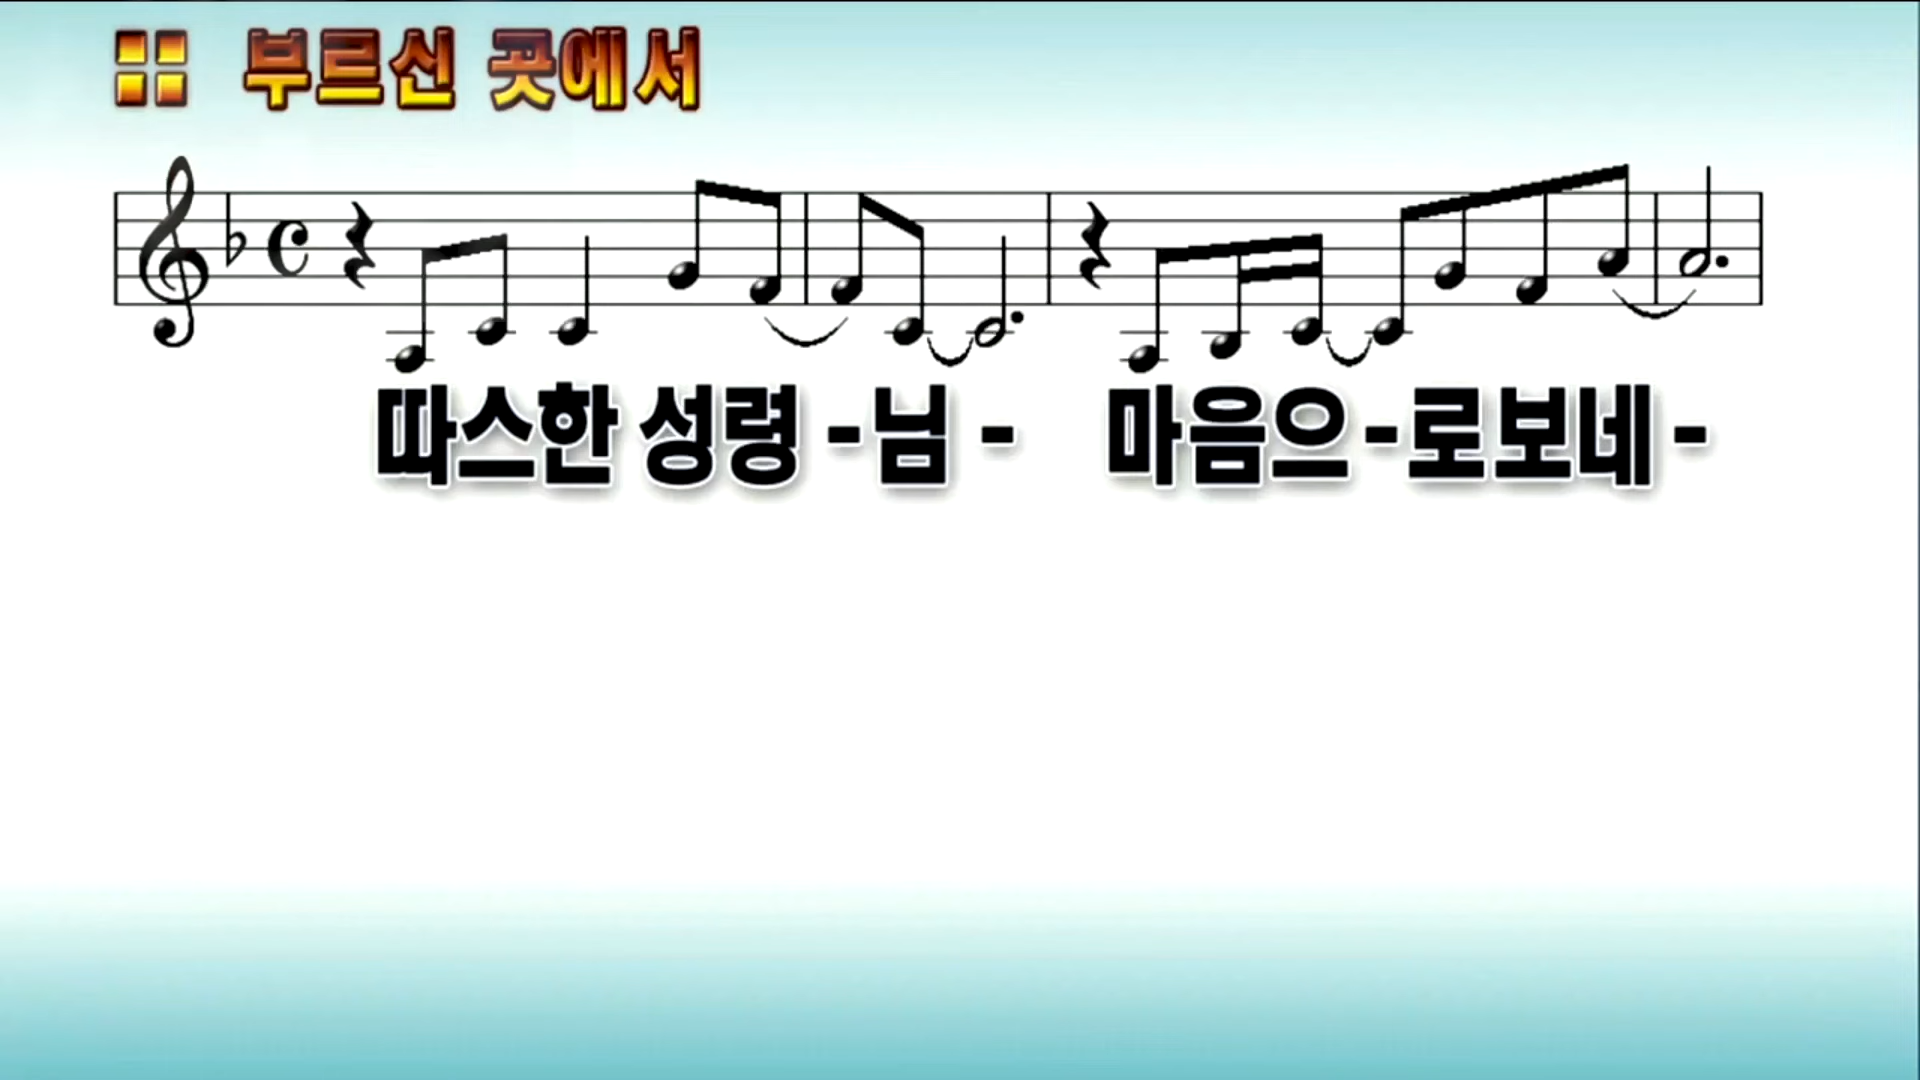 부르신 곳에서
따스한 성령 - 님 - 마음으 - 로보네 -